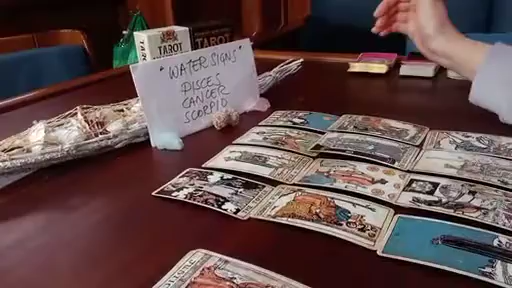 TAROT
TAROT
"WATER SIGNS"
PISCES
CANCER
SCORPIO